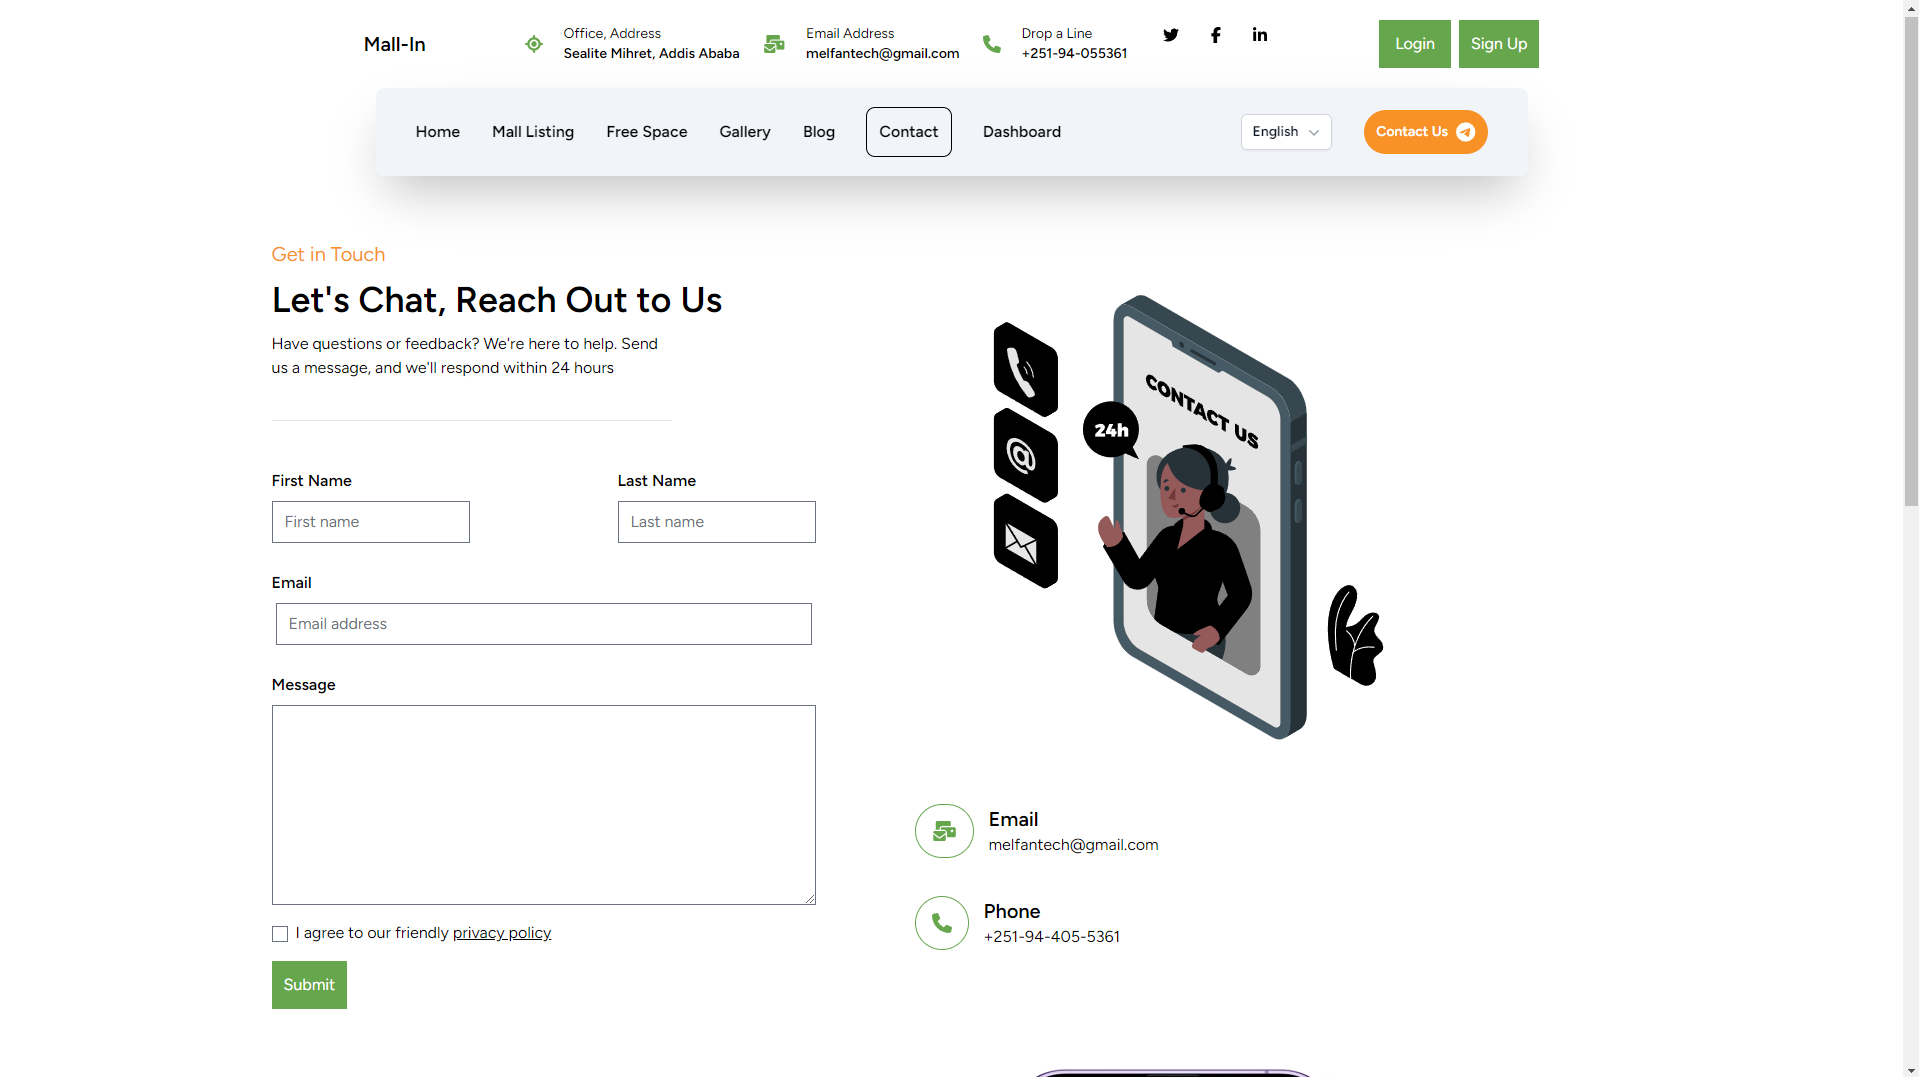 Mall-In
Office, Address
Sealite Mihret, Addis Ababa
Email Address
melfantech@gmail.com
Drop a Line
+251-94-055361
Login
Sign Up
Home
Mall Listing
Free Space
Gallery
Blog
Contact
Dashboard
English
Contact Us
Get in Touch
Let's Chat, Reach Out to Us
Have questions or feedback? We're here to help. Send
us a message, and we'll respond within 24 hours
First Name
Last Name
First name
Last name
Email
Email address
Message
I agree to our friendly privacy policy
Submit
CONTACT US
24h
@
Email
melfantech@gmail.com
Phone
+251-94-405-5361